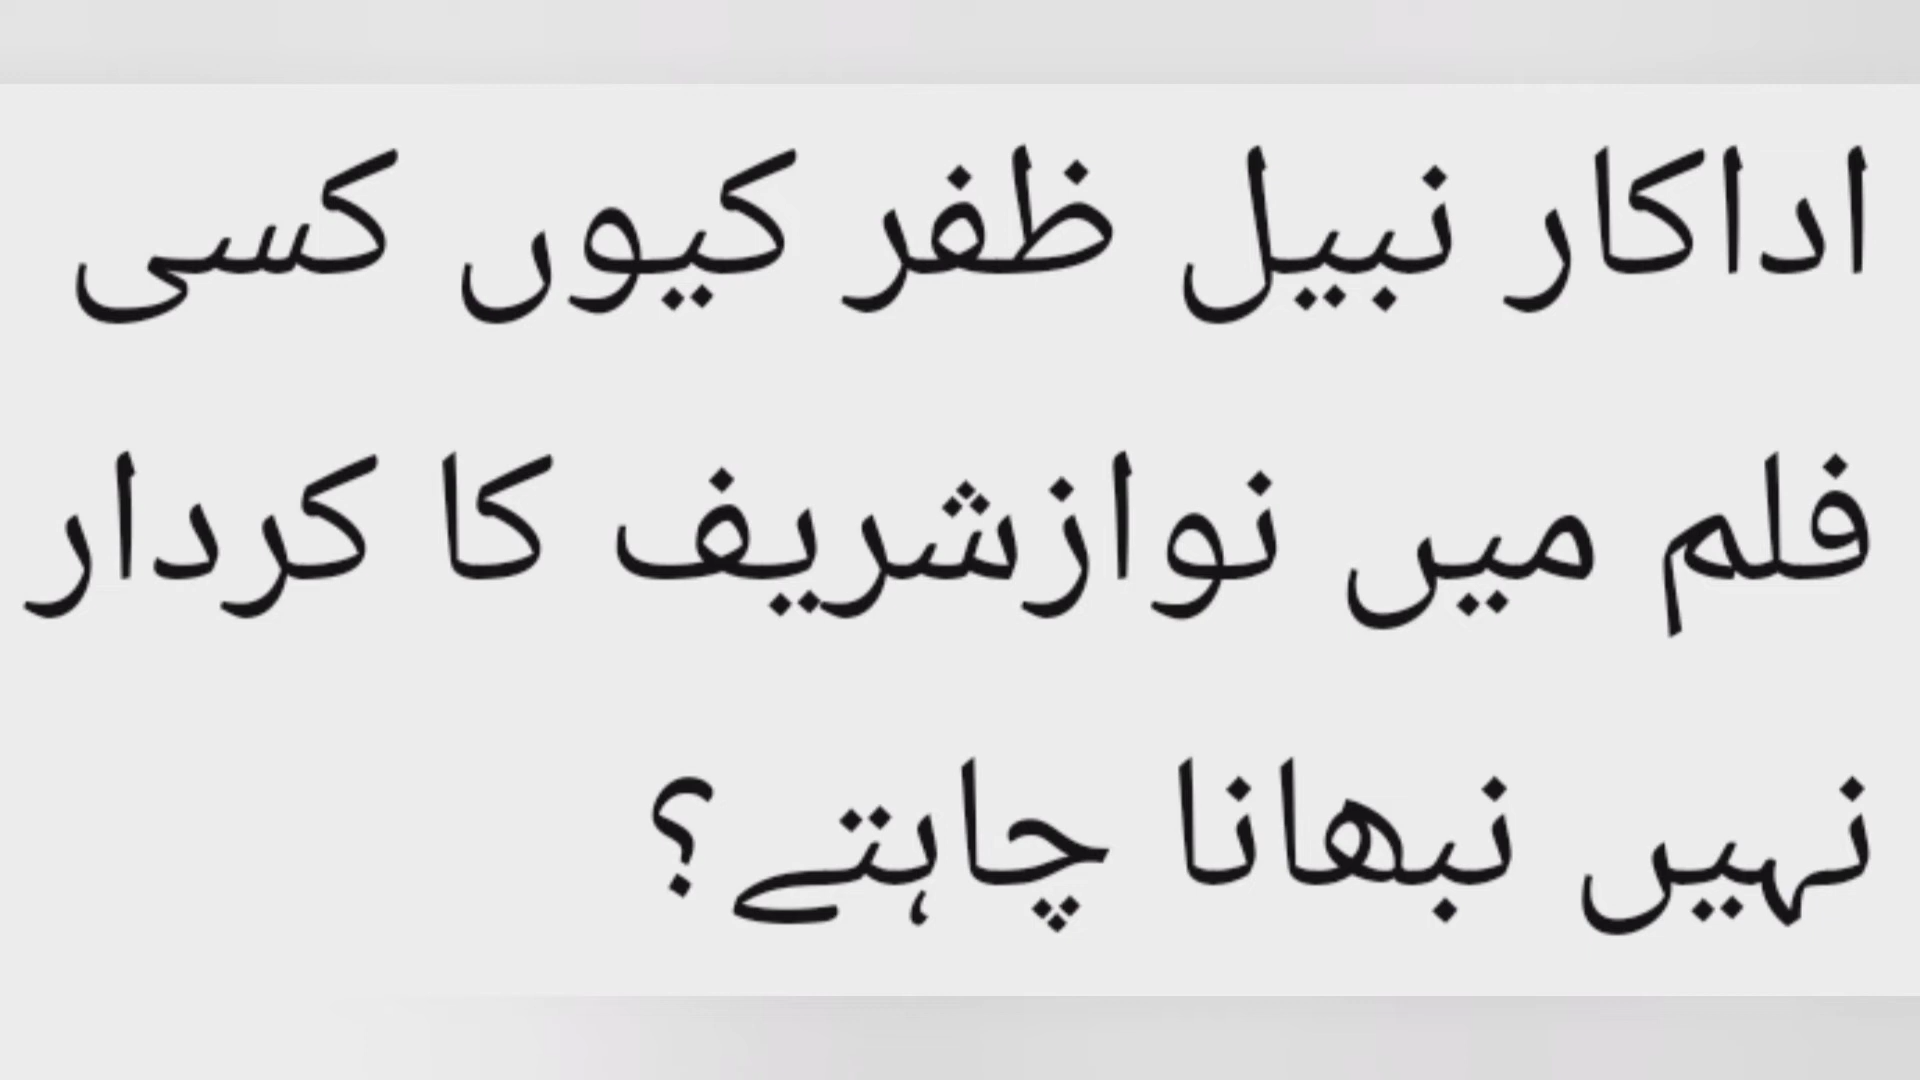 اداکار نبیل ظفر کیوں کسی
فلم میں نوازشریف کا کردار
نہیں نبھانا چاہتے؟